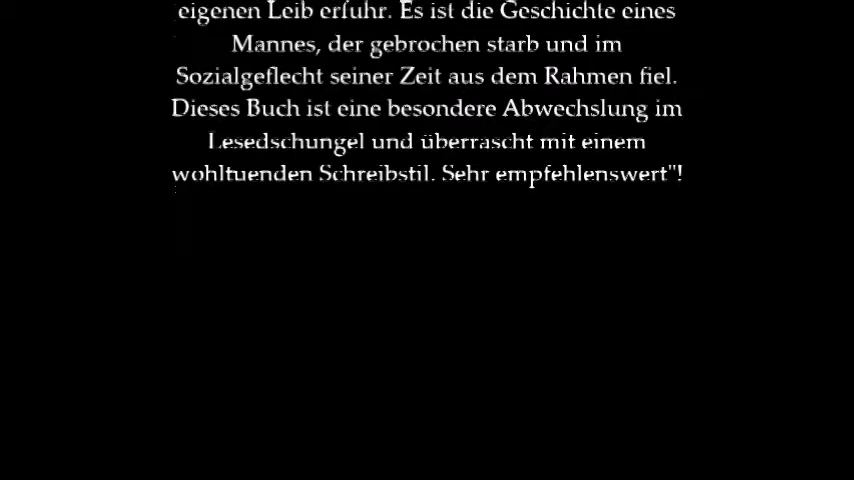 eigenen Leib erfuhr. Es ist die Geschichte eines
Mannes, der gebrochen starb und im
Sozialgeflecht seiner Zeit aus dem Rahmen fiel.
Dieses Buch ist eine besondere Abwechslung im
Lesedschungel und überrascht mit einem
wohltuenden Schreibstil. Sehr empfehlenswert"!